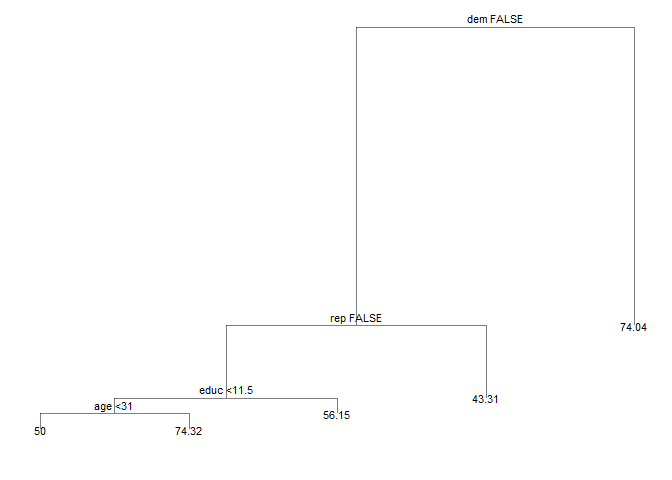 dem FALSE
rep FALSE
74.04
educ <11.5
43.31
age <31
56.15
50
74.32